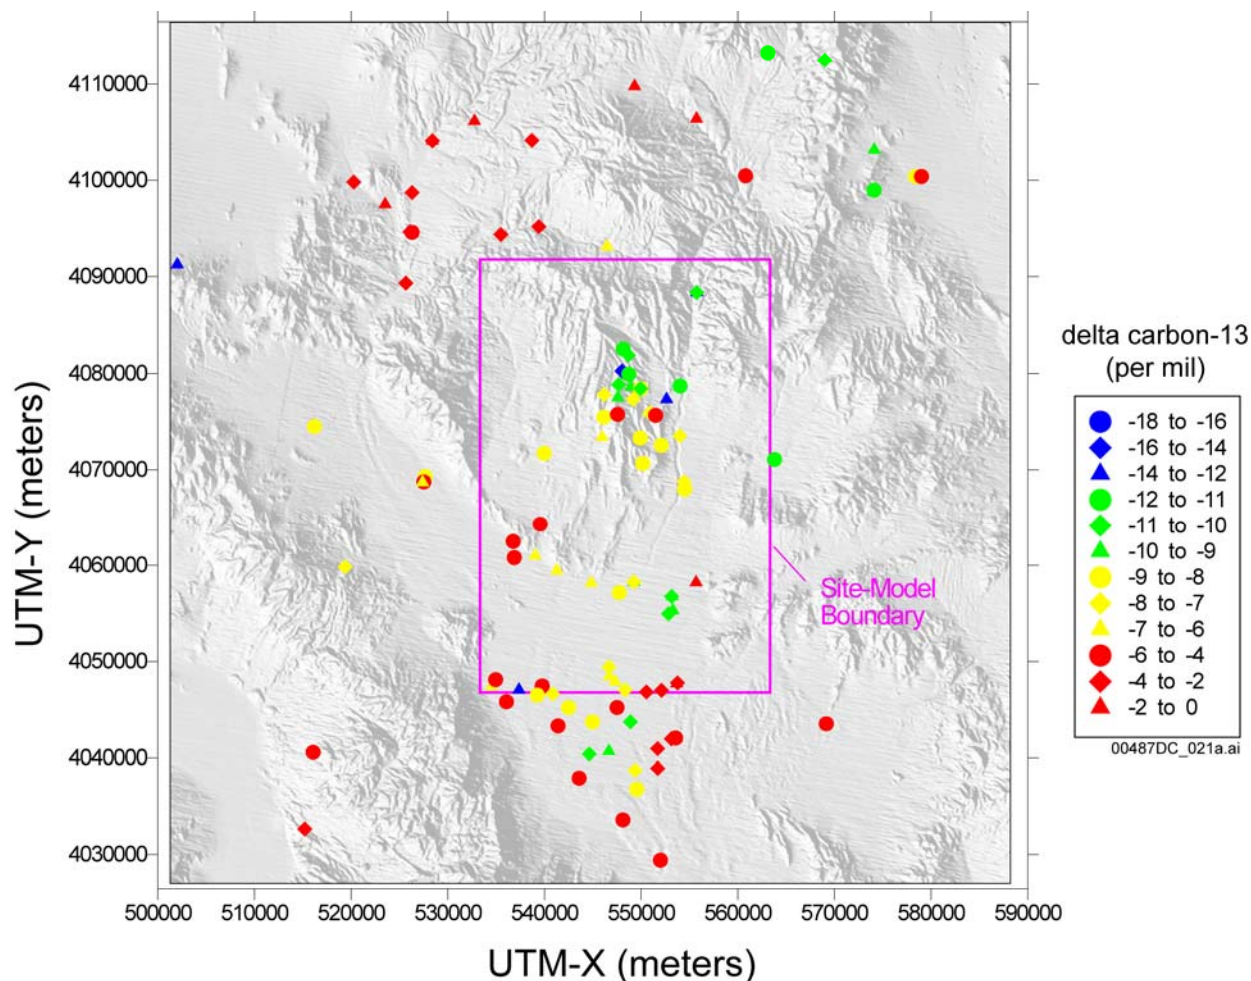 4110000
4100000
4090000
4080000
4070000
4060000
4050000
4040000
4030000
UTM-Y (meters)
500000 510000 520000 530000 540000 550000 560000 570000 580000 590000
UTM-X (meters)
Site-Model
Boundary
delta carbon-13
(per mil)
-18 to -16
-16 to -14
-14 to -12
-12 to -11
-11 to -10
-10 to -9
-9 to -8
-8 to -7
-7 to -6
-6 to -4
-4 to -2
-2 to 0
00487DC_021a.ai